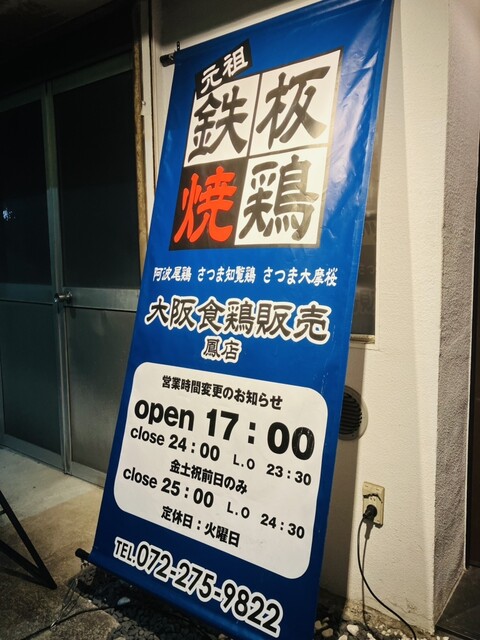 元祖
鉄板
焼鶏
阿波尾鶏 さつま知覧鶏 さつま大摩桜
大阪食鶏販売
鳳店
営業時間変更のお知らせ
open 17:00
close 24:00 L.O 23:30
金土祝前日のみ
close 25:00 L.O 24:30
定休日:火曜日
TEL.072-275-9822